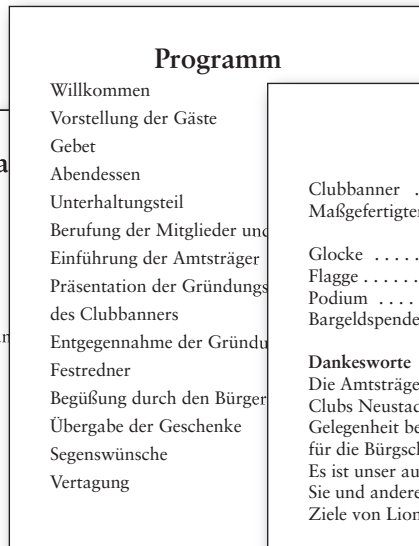 Programm
Willkommen
Vorstellung der Gäste
Gebet
Abendessen
Unterhaltungsteil
Berufung der Mitglieder und
Einführung der Amtsträger
Präsentation der Gründungs
des Clubbanners
Entgegennahme der Gründu
Festredner
Begüßung durch den Bürger
Übergabe der Geschenke
Segenswünsche
Vertagung
Clubbanner .
Maßgefertigte
Glocke . . . . .
Flagge . . . . . .
Podium . . . .
Bargeldspende
Dankesworte
Die Amtsträge
Clubs Neustad
Gelegenheit be
für die Bürgsch
Es ist unser au
Sie und andere
Ziele von Lion